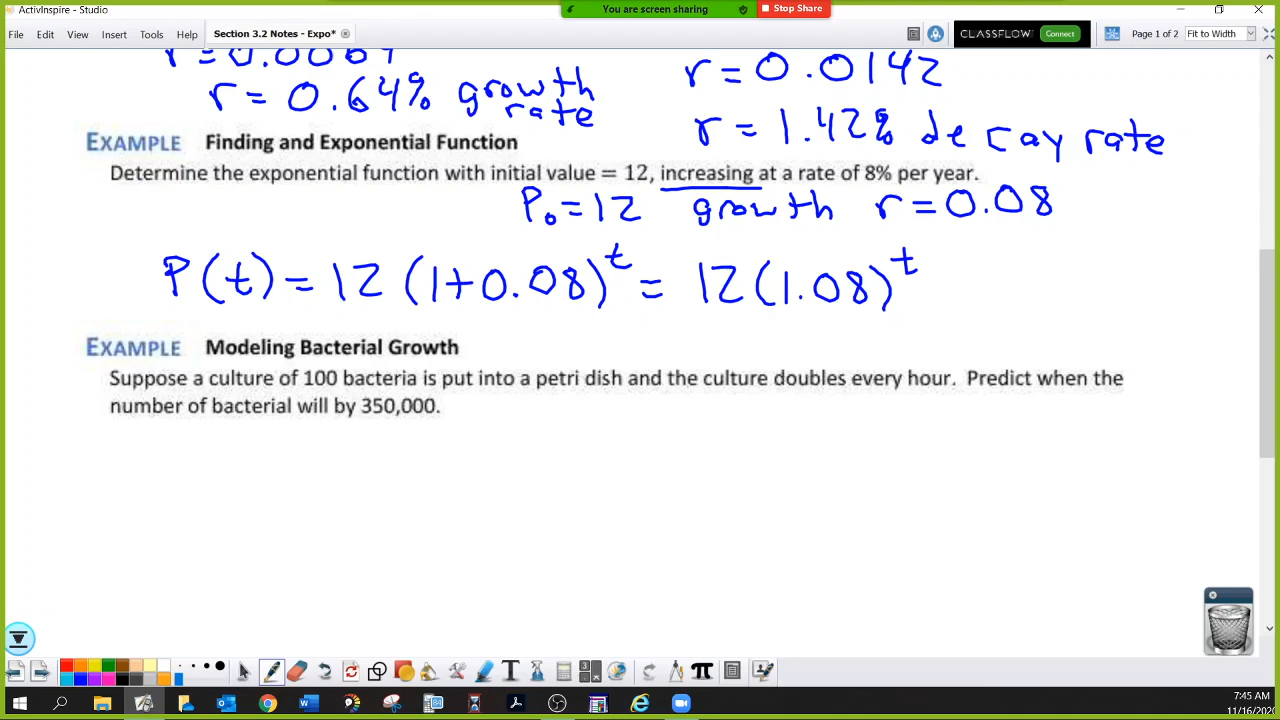 ActivInspire - Studio
You are screen sharing
Stop Share
File Edit View Insert Tools Help Section 3.2 Notes - Expo* CLASSFLOW Connect Page 1 of 2 Fit to Width
r = 0.0064
r = 0.0142
r = 0.64% growth rate
r = 1.42% decay rate
EXAMPLE Finding and Exponential Function
Determine the exponential function with initial value = 12, increasing at a rate of 8% per year.
P₀ = 12 growth r = 0.08
P(t) = 12(1+0.08)^t = 12(1.08)^t
EXAMPLE Modeling Bacterial Growth
Suppose a culture of 100 bacteria is put into a petri dish and the culture doubles every hour. Predict when the
number of bacterial will by 350,000.
7:45 AM